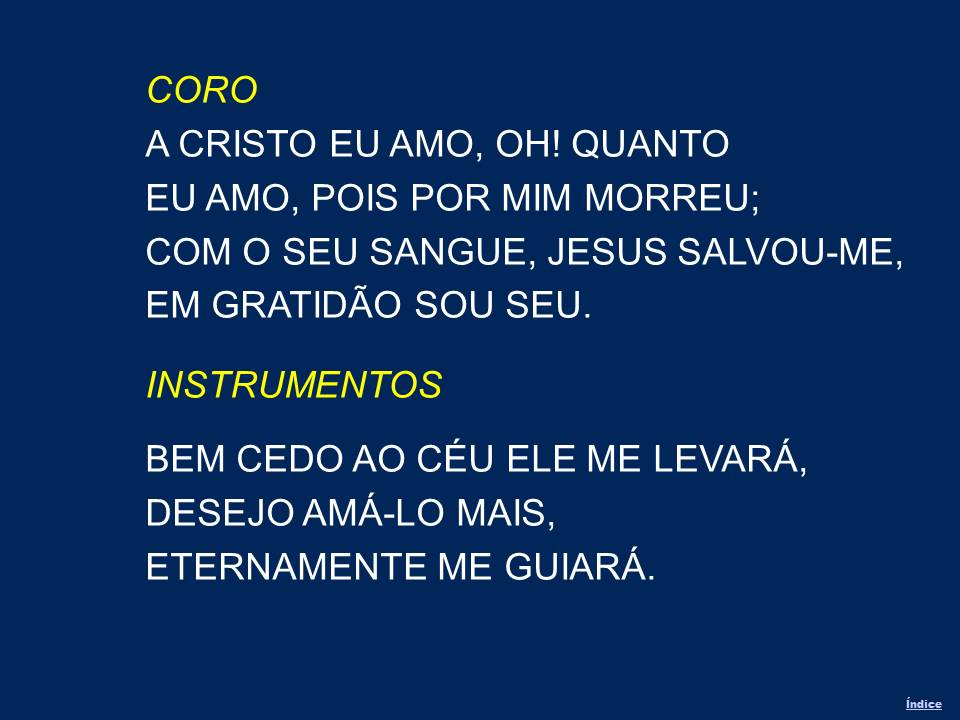 CORO
A CRISTO EU AMO, OH! QUANTO
EU AMO, POIS POR MIM MORREU;
COM O SEU SANGUE, JESUS SALVOU-ME,
EM GRATIDÃO SOU SEU.
INSTRUMENTOS
BEM CEDO AO CÉU ELE ME LEVARÁ,
DESEJO AMÁ-LO MAIS,
ETERNAMENTE ME GUIARÁ.
Índice